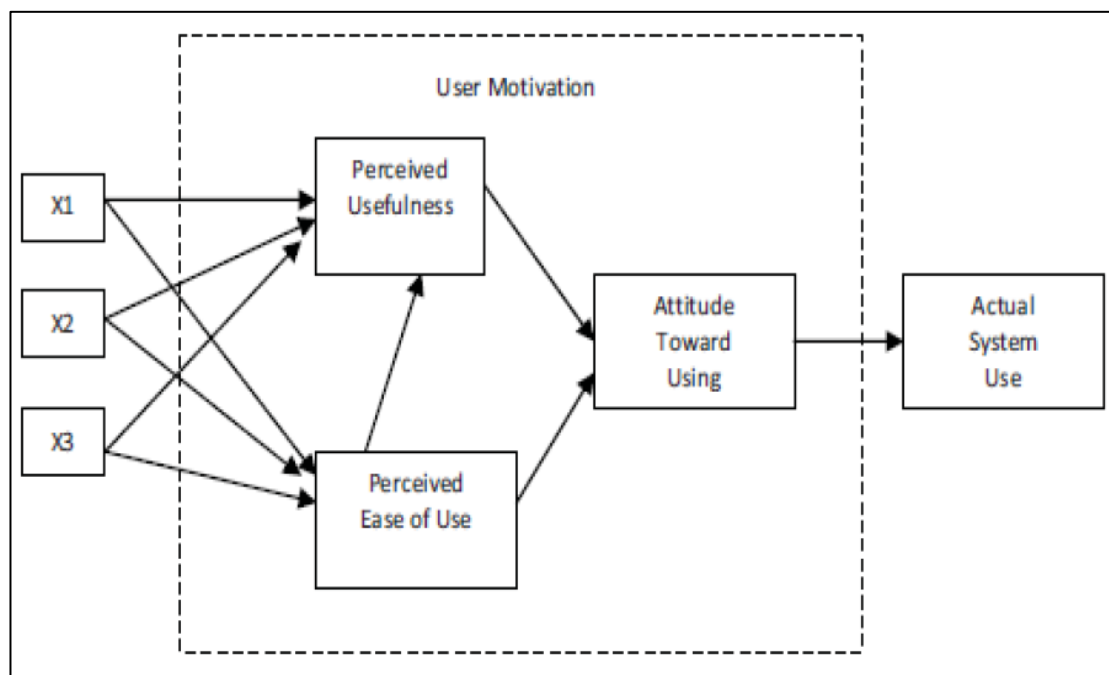 User Motivation
Perceived
Usefulness
X1
X2
X3
Attitude
Toward
Using
Actual
System
Use
Perceived
Ease of Use